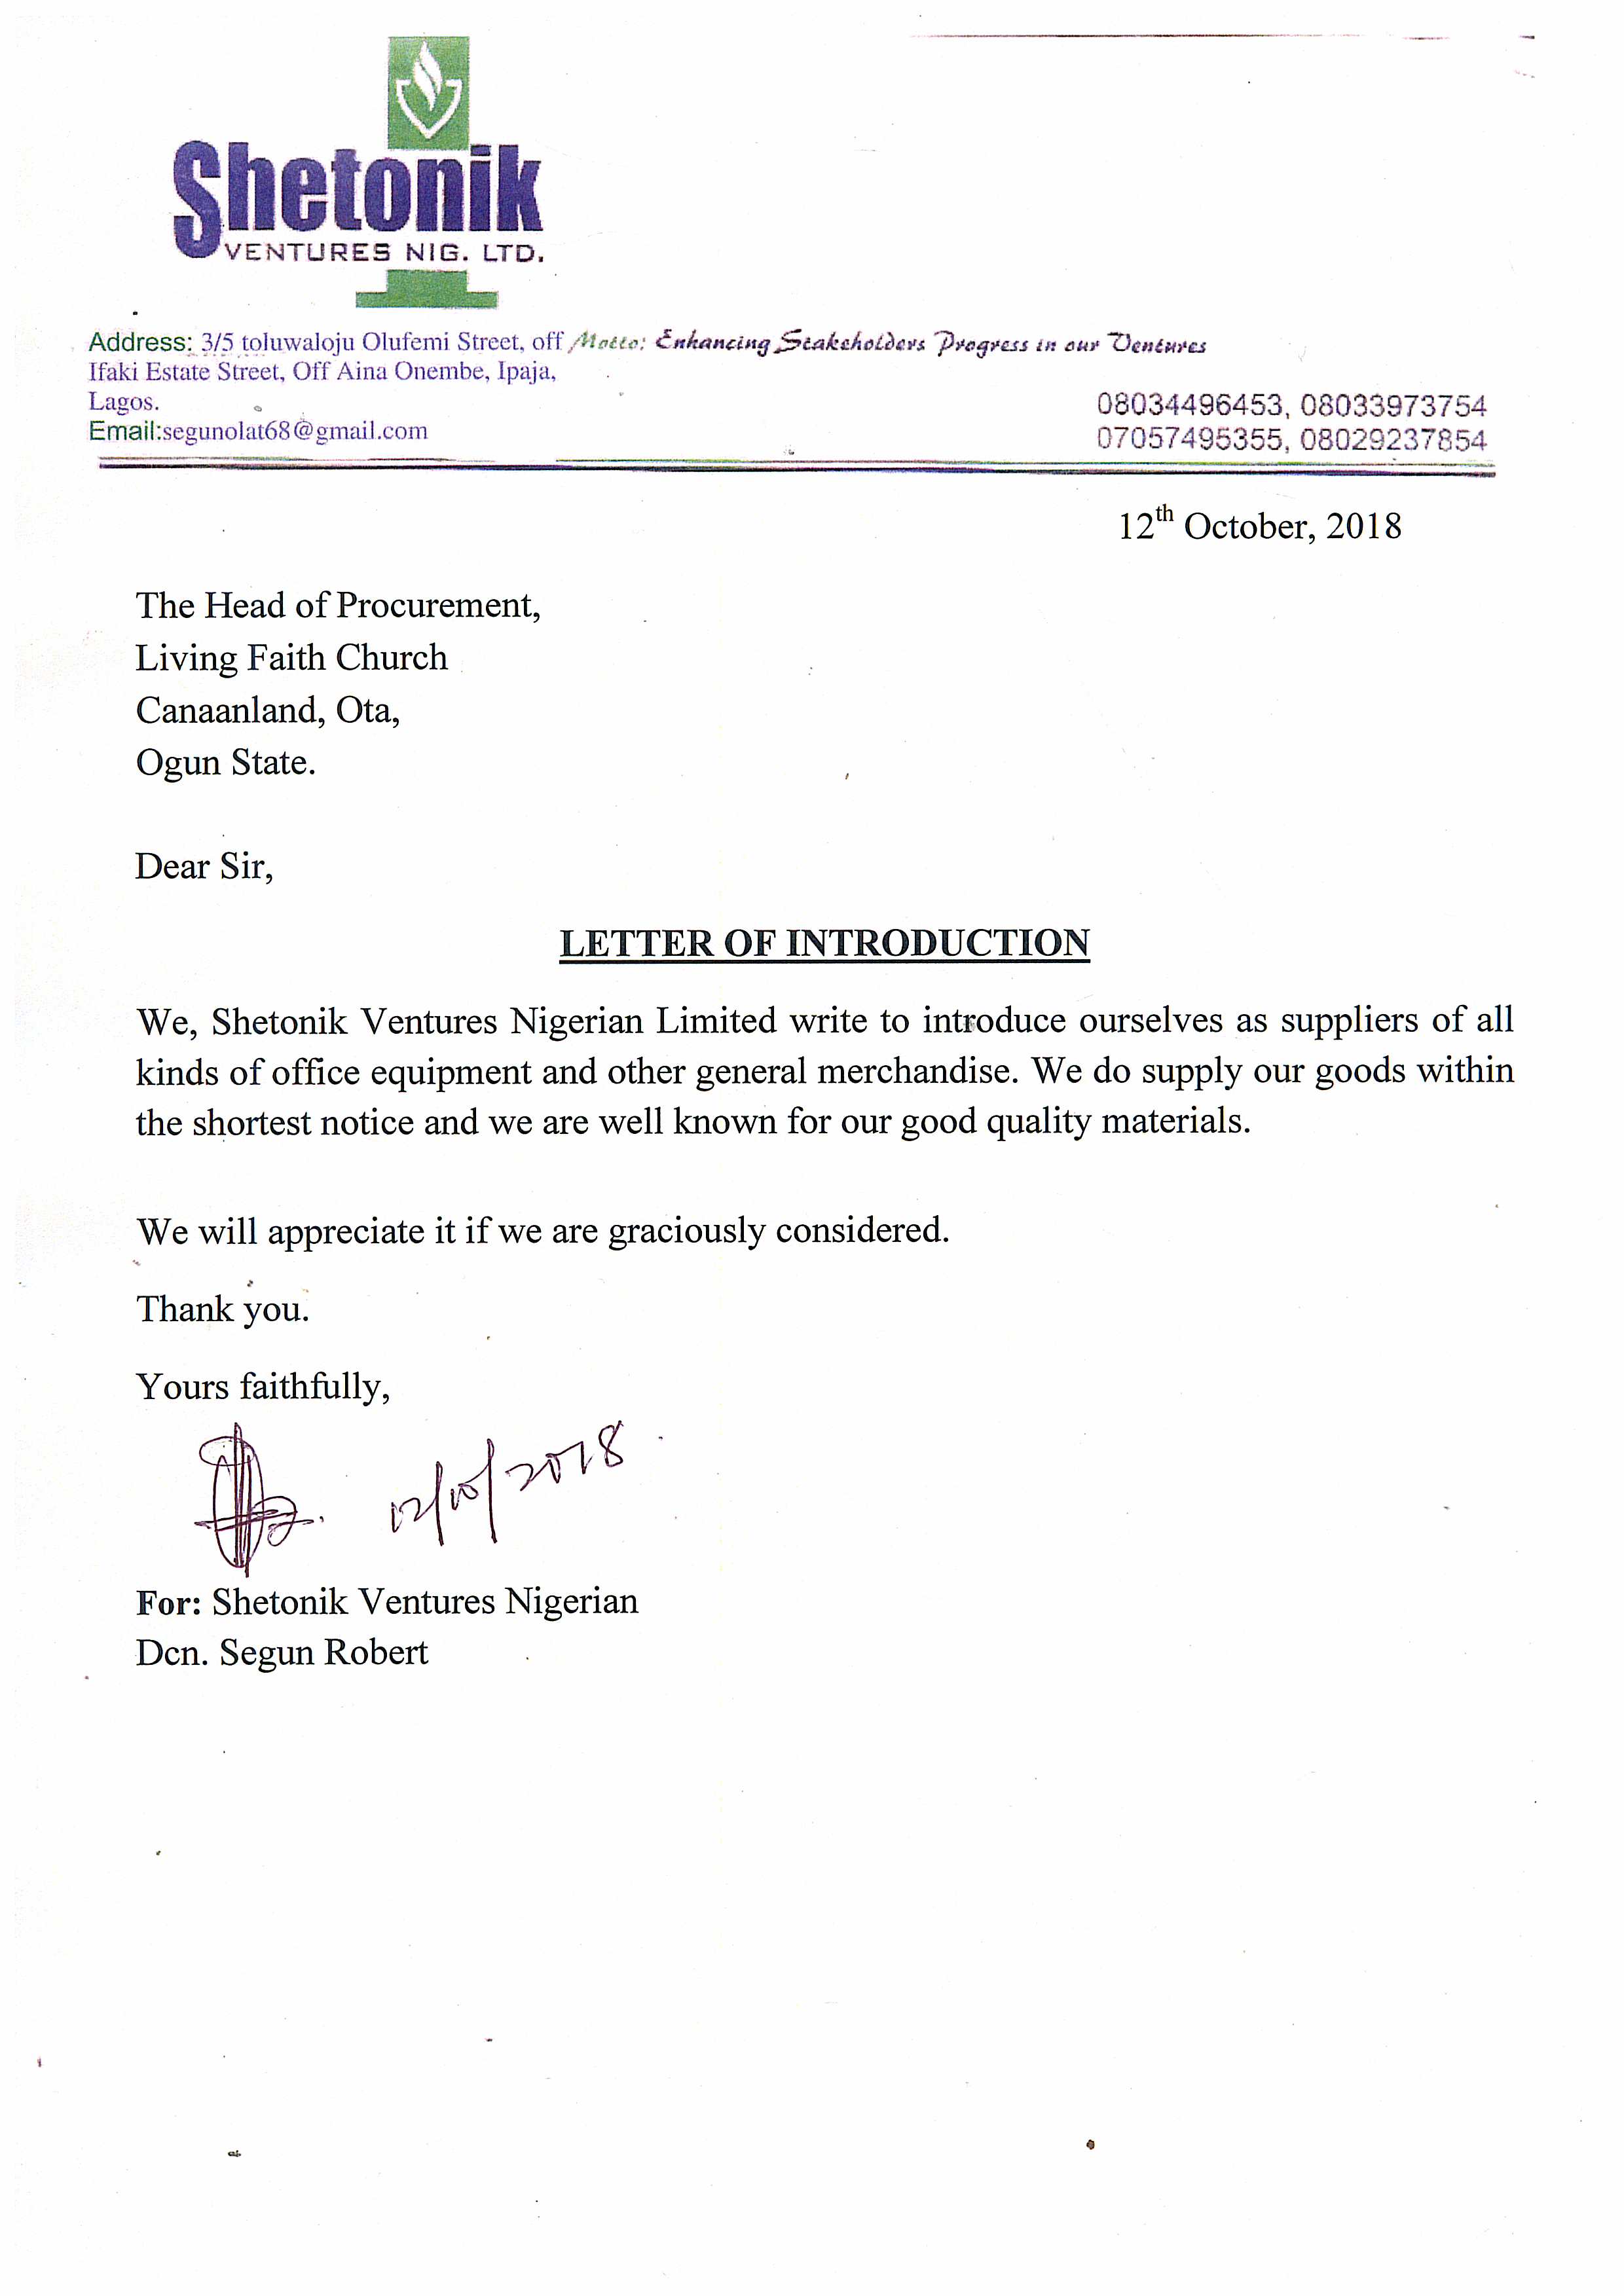 Shetonik
VENTURES NIG. LTD.
Address: 3/5 toluwaloju Olufemi Street, off
Ifaki Estate Street, Off Aina Onembe, Ipaja,
Lagos.
Email:segunolat68@gmail.com
Motto: Enhancing Stakeholders Progress in our Ventures
08034496453, 08033973754
07057495355, 08029237854
12th October, 2018
The Head of Procurement,
Living Faith Church
Canaanland, Ota,
Ogun State.
Dear Sir,
LETTER OF INTRODUCTION
We, Shetonik Ventures Nigerian Limited write to introduce ourselves as suppliers of all
kinds of office equipment and other general merchandise. We do supply our goods within
the shortest notice and we are well known for our good quality materials.
We will appreciate it if we are graciously considered.
Thank you.
Yours faithfully,
12/10/2018
For: Shetonik Ventures Nigerian
Dcn. Segun Robert